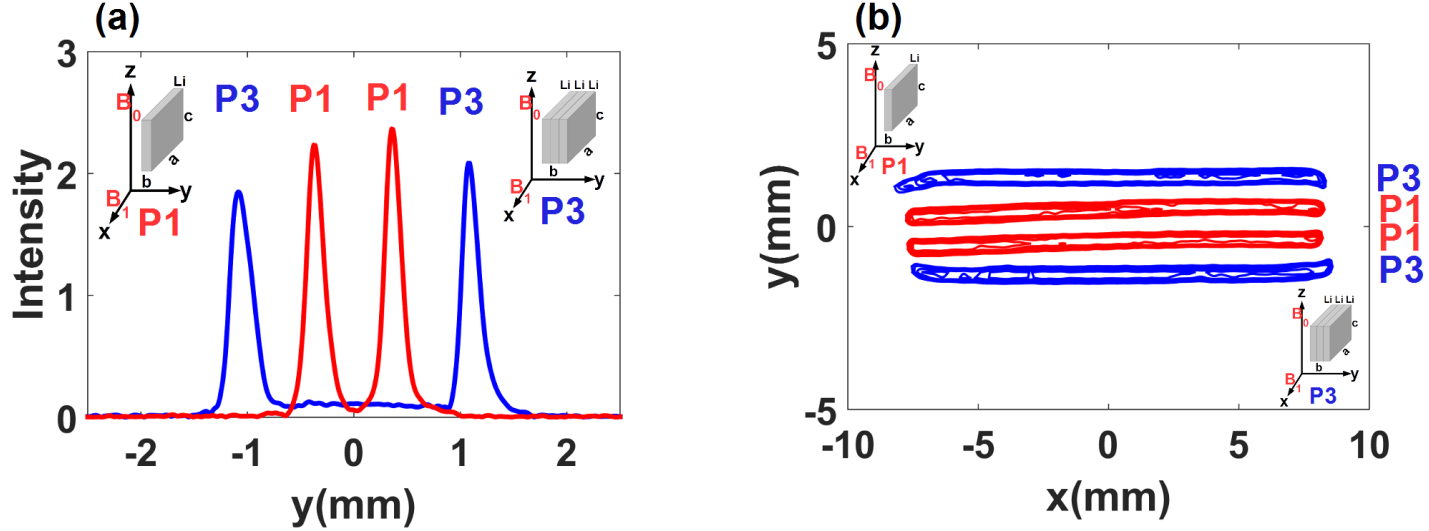 (a)
3
2
1
0
Intensity
-2
-1
0
1
2
y(mm)
P3
P1
P1
P3
z
B0
Li
c
a
b
y
B1
x
P1
z
B0
Li Li Li
c
a
b
y
B1
x
P3
(b)
5
0
-5
y(mm)
-10
-5
0
5
10
x(mm)
z
B0
Li
c
a
b
y
B1
x
P1
P3
P1
P1
P3
z
B0
Li Li Li
c
a
b
y
B1
x
P3